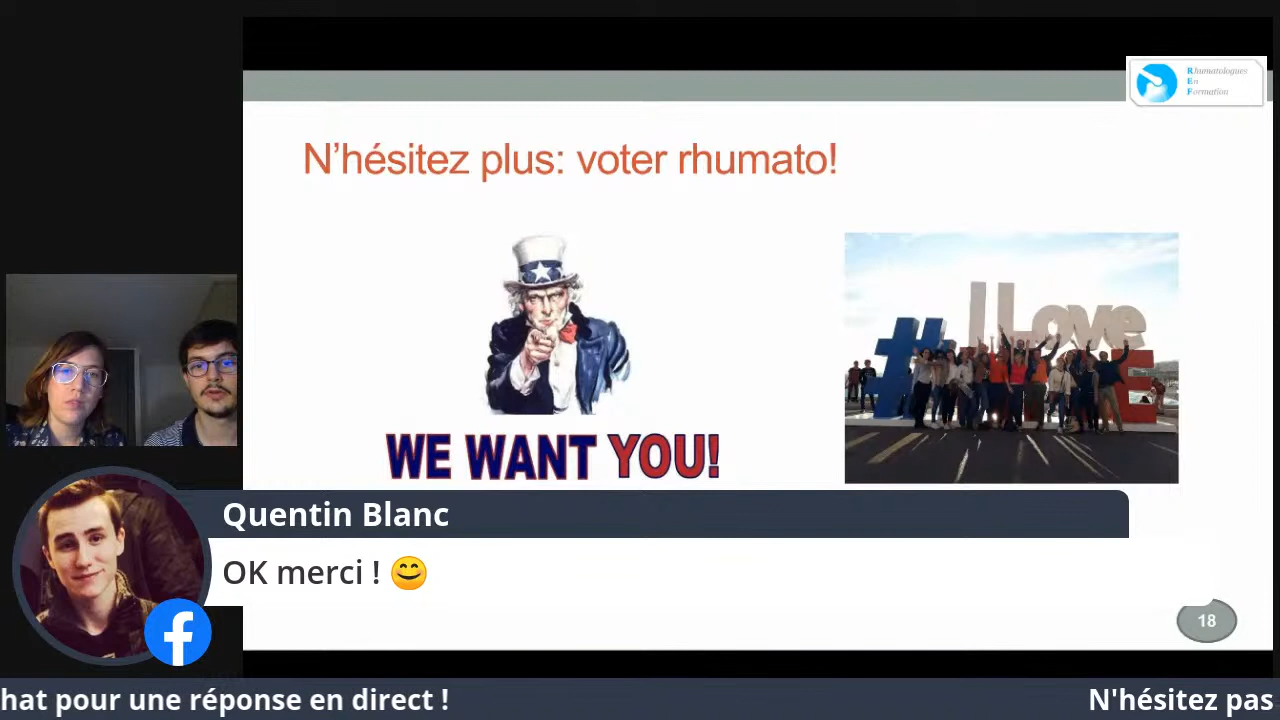 Rhumatologues
En
Formation
N'hésitez plus: voter rhumato!
WE WANT YOU!
# I Love
Quentin Blanc
OK merci ! 😊
18
hat pour une réponse en direct !
N'hésitez pas